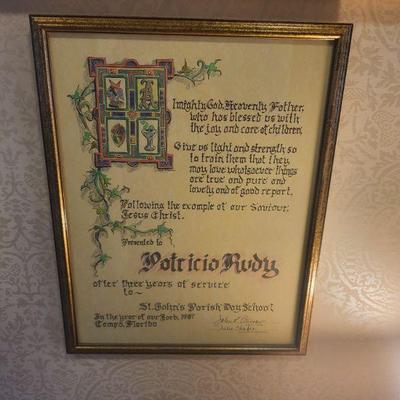 Almighty God, Heavenly Father,
who has blessed us with
the joy and care of children,
Give us light and strength so
to train them that they
may love whatsoever things
are true and pure and
lovely and of good report,
Following the example of our Saviour,
Jesus Christ.
Presented to
Patricia Rudy
after three years of service
to~
St. John's Parish Day School
In the year of our Lord, 1987
Tampa, Florida